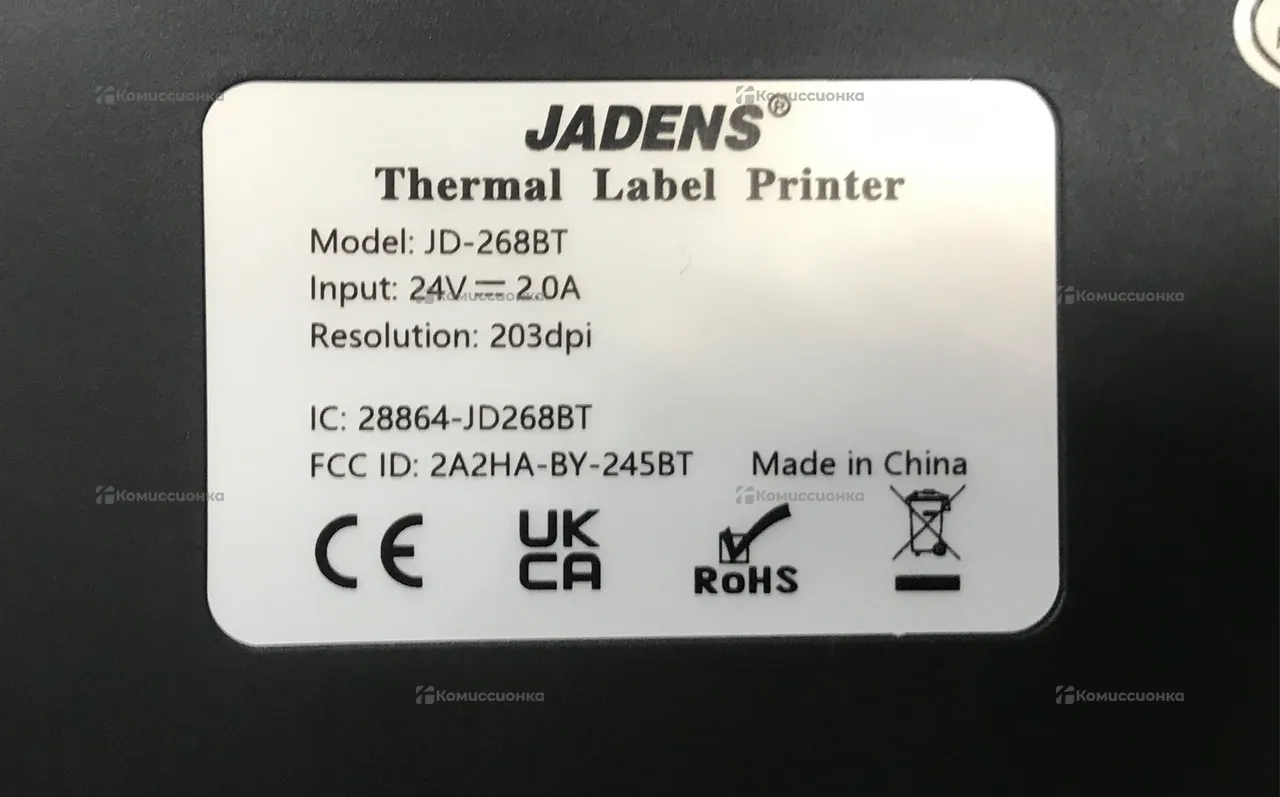 JADENS®
Thermal Label Printer
Model: JD-268BT
Input: 24V⎓2.0A
Resolution: 203dpi
IC: 28864-JD268BT
FCC ID: 2A2HA-BY-245BT
Made in China
CE
UK
CA
RoHS
Комиссионка
Комиссионка
Комиссионка
Комиссионка
Комиссионка
Комиссионка
Комиссионка
Комиссионка